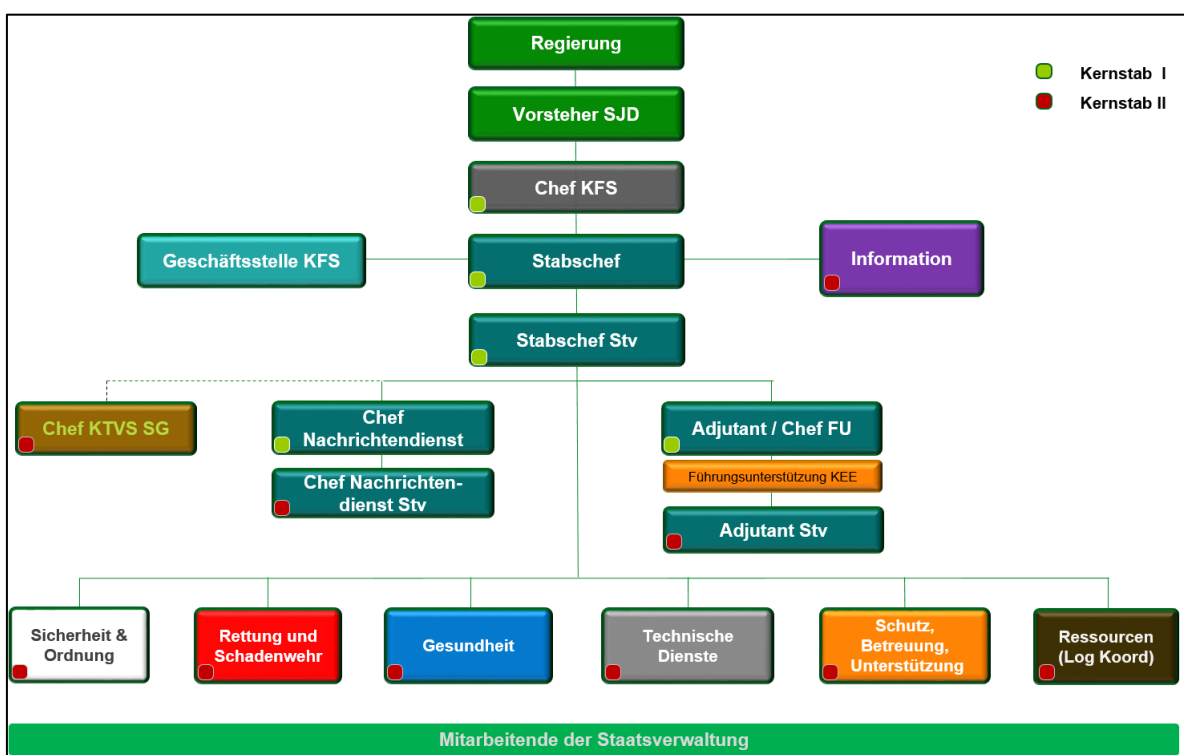 Regierung
Kernstab I
Kernstab II
Vorsteher SJD
Chef KFS
Geschäftsstelle KFS
Stabschef
Information
Stabschef Stv
Chef KTVS SG
Chef
Nachrichtendienst
Adjutant / Chef FU
Führungsunterstützung KEE
Chef Nachrichten-
dienst Stv
Adjutant Stv
Sicherheit &
Ordnung
Rettung und
Schadenwehr
Gesundheit
Technische
Dienste
Schutz,
Betreuung,
Unterstützung
Ressourcen
(Log Koord)
Mitarbeitende der Staatsverwaltung